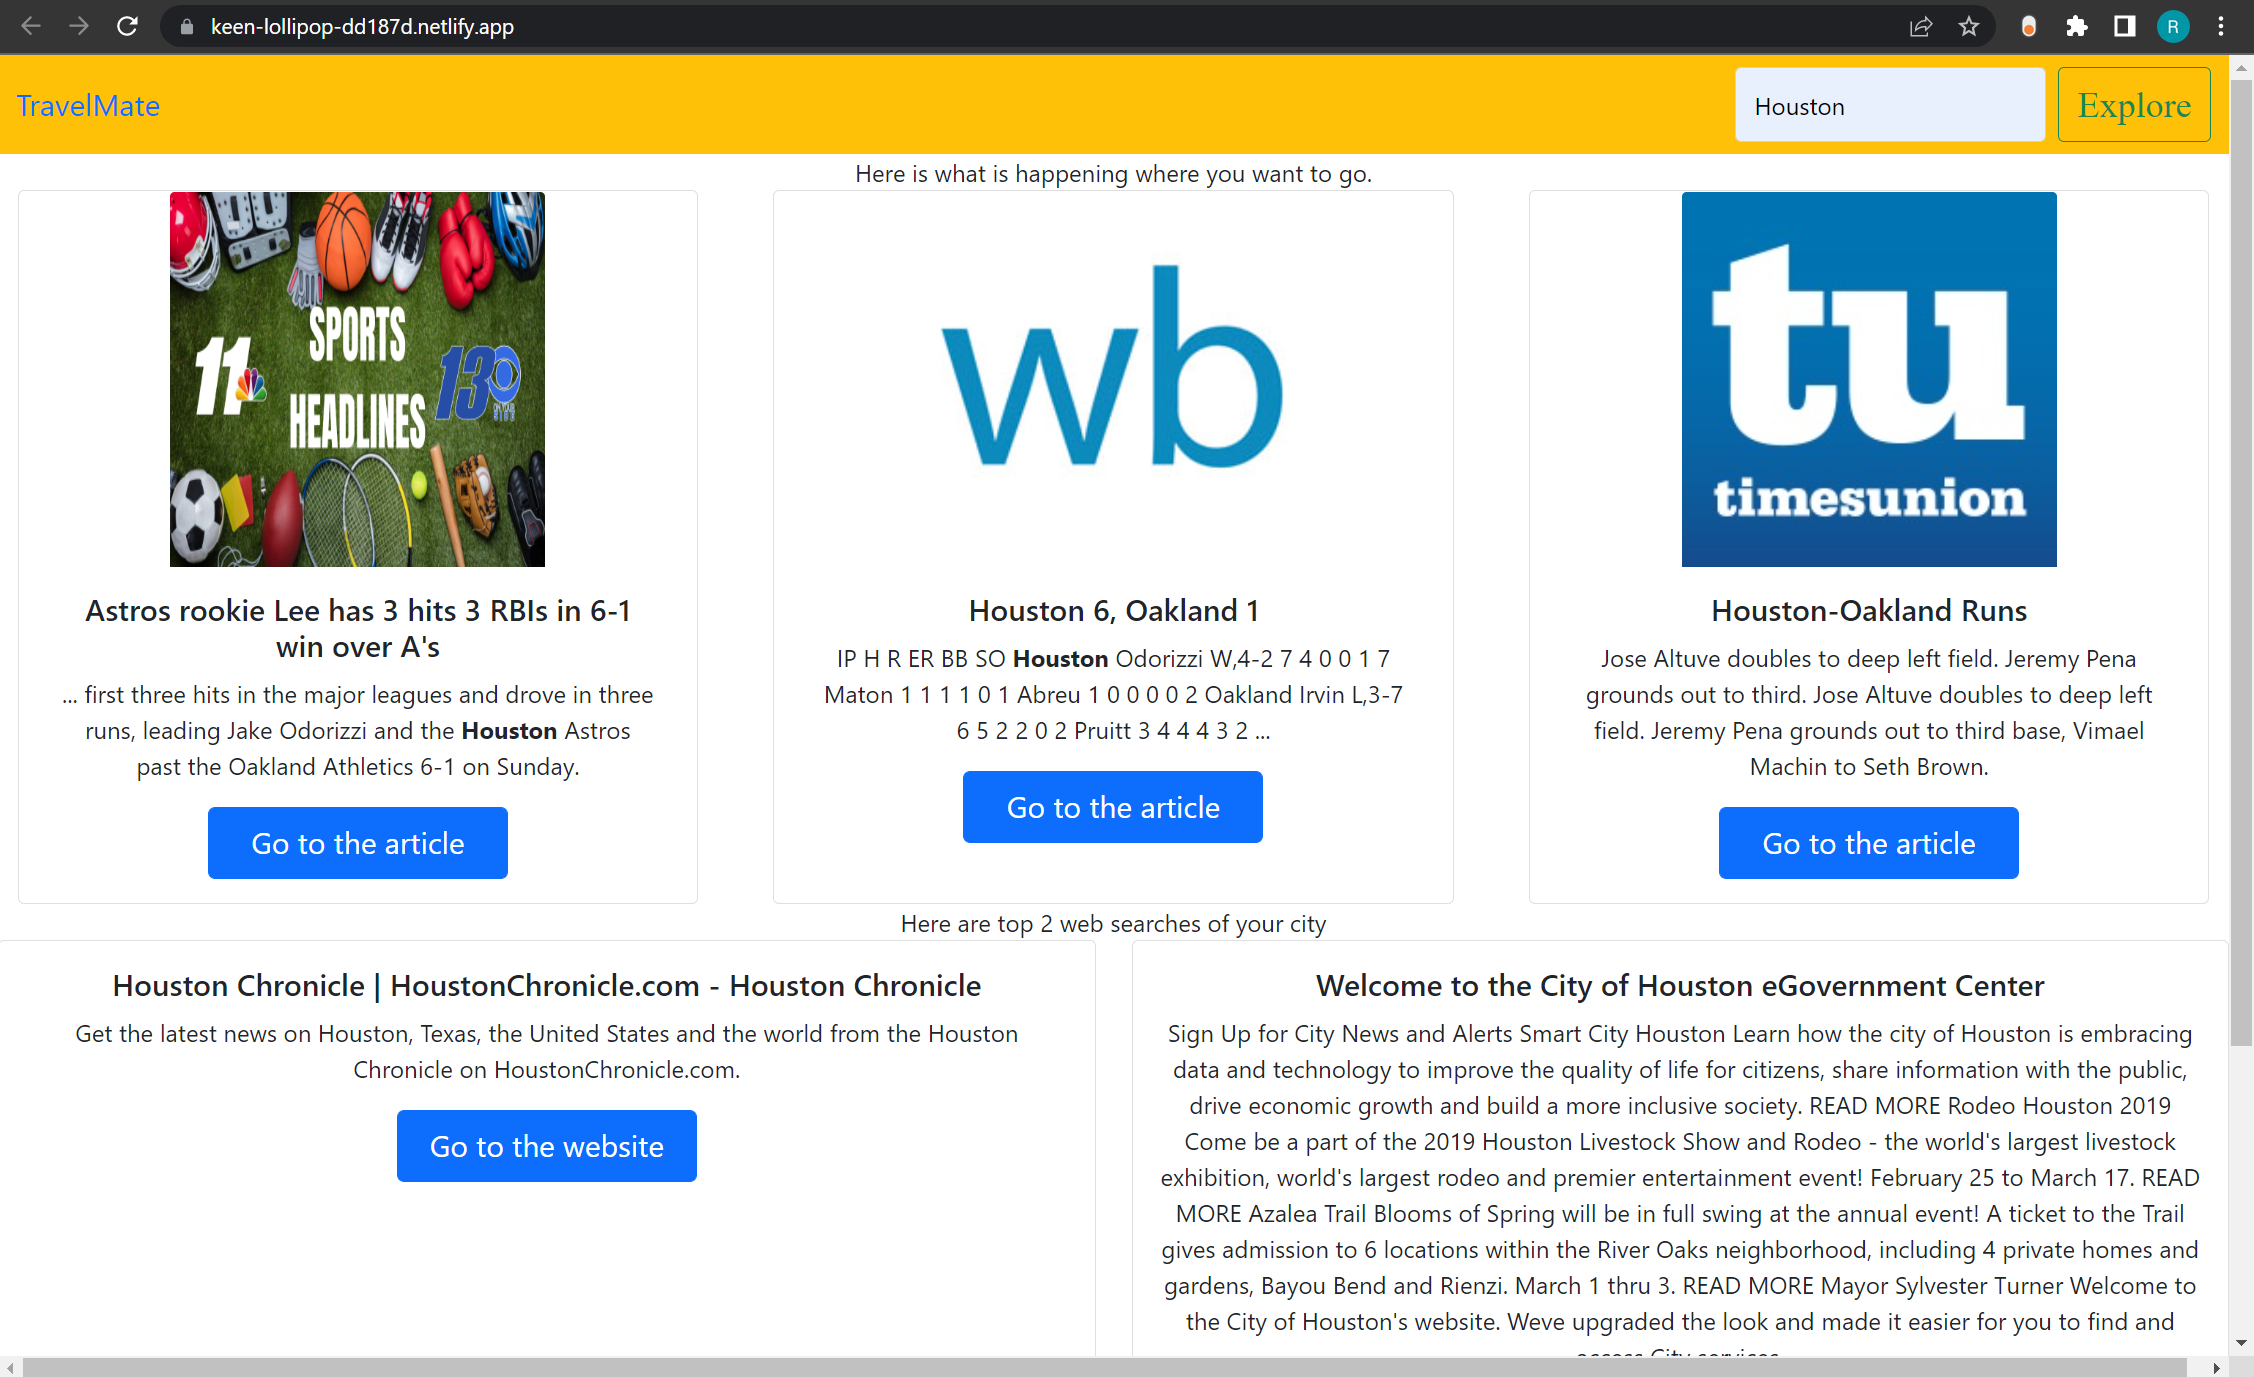 keen-lollipop-dd187d.netlify.app
R
TravelMate
Houston
Explore
Here is what is happening where you want to go.
SPORTS
HEADLINES
11
13
wb
tu
timesunion
Astros rookie Lee has 3 hits 3 RBIs in 6-1
win over A's
... first three hits in the major leagues and drove in three
runs, leading Jake Odorizzi and the Houston Astros
past the Oakland Athletics 6-1 on Sunday.
Go to the article
Houston 6, Oakland 1
IP H R ER BB SO Houston Odorizzi W,4-2 7 4 0 0 1 7
Maton 1 1 1 1 0 1 Abreu 1 0 0 0 0 2 Oakland Irvin L,3-7
6 5 2 2 0 2 Pruitt 3 4 4 4 3 2 ...
Go to the article
Houston-Oakland Runs
Jose Altuve doubles to deep left field. Jeremy Pena
grounds out to third. Jose Altuve doubles to deep left
field. Jeremy Pena grounds out to third base, Vimael
Machin to Seth Brown.
Go to the article
Here are top 2 web searches of your city
Houston Chronicle | HoustonChronicle.com - Houston Chronicle
Get the latest news on Houston, Texas, the United States and the world from the Houston
Chronicle on HoustonChronicle.com.
Go to the website
Welcome to the City of Houston eGovernment Center
Sign Up for City News and Alerts Smart City Houston Learn how the city of Houston is embracing
data and technology to improve the quality of life for citizens, share information with the public,
drive economic growth and build a more inclusive society. READ MORE Rodeo Houston 2019
Come be a part of the 2019 Houston Livestock Show and Rodeo - the world's largest livestock
exhibition, world's largest rodeo and premier entertainment event! February 25 to March 17. READ
MORE Azalea Trail Blooms of Spring will be in full swing at the annual event! A ticket to the Trail
gives admission to 6 locations within the River Oaks neighborhood, including 4 private homes and
gardens, Bayou Bend and Rienzi. March 1 thru 3. READ MORE Mayor Sylvester Turner Welcome to
the City of Houston's website. Weve upgraded the look and made it easier for you to find and
access City services